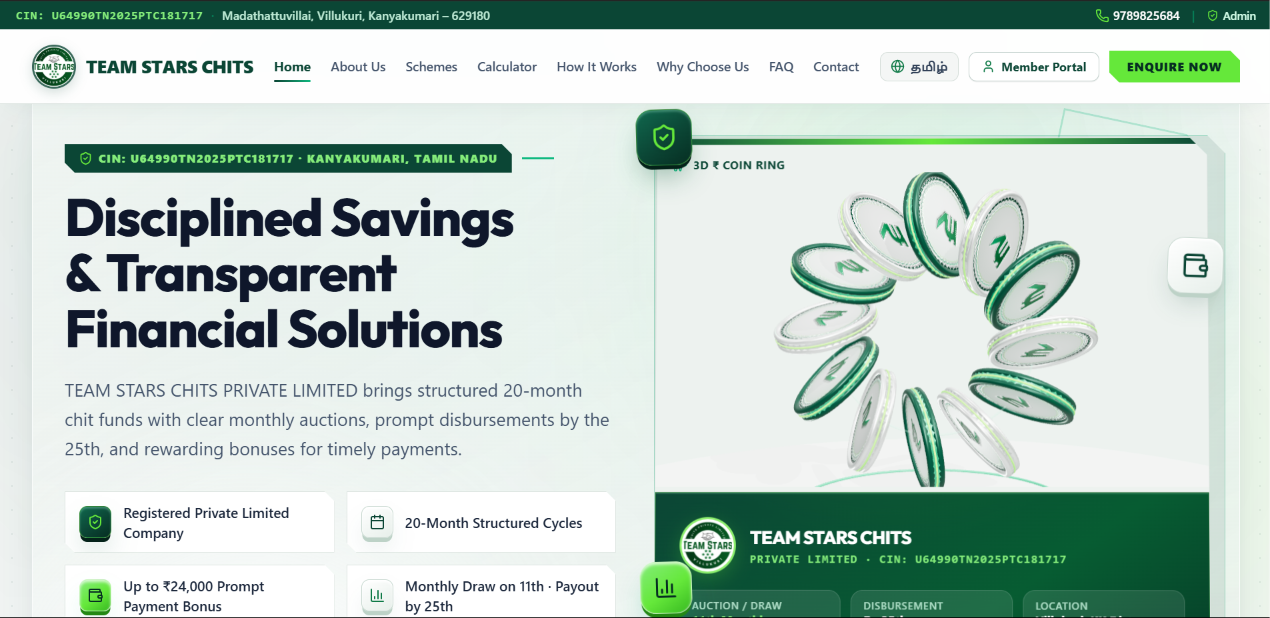 CIN: U64990TN2025PTC181717 · Madathattuvillai, Villukuri, Kanyakumari – 629180
9789825684 | Admin
TEAM STARS
TEAM STARS CHITS
Home
About Us
Schemes
Calculator
How It Works
Why Choose Us
FAQ
Contact
தமிழ்
Member Portal
ENQUIRE NOW
CIN: U64990TN2025PTC181717 · KANYAKUMARI, TAMIL NADU
Disciplined Savings
& Transparent
Financial Solutions
TEAM STARS CHITS PRIVATE LIMITED brings structured 20-month
chit funds with clear monthly auctions, prompt disbursements by the
25th, and rewarding bonuses for timely payments.
Registered Private Limited
Company
20-Month Structured Cycles
Up to ₹24,000 Prompt
Payment Bonus
Monthly Draw on 11th · Payout
by 25th
3D ₹ COIN RING
TEAM STARS
TEAM STARS CHITS
PRIVATE LIMITED · CIN: U64990TN2025PTC181717
AUCTION / DRAW
DISBURSEMENT
LOCATION